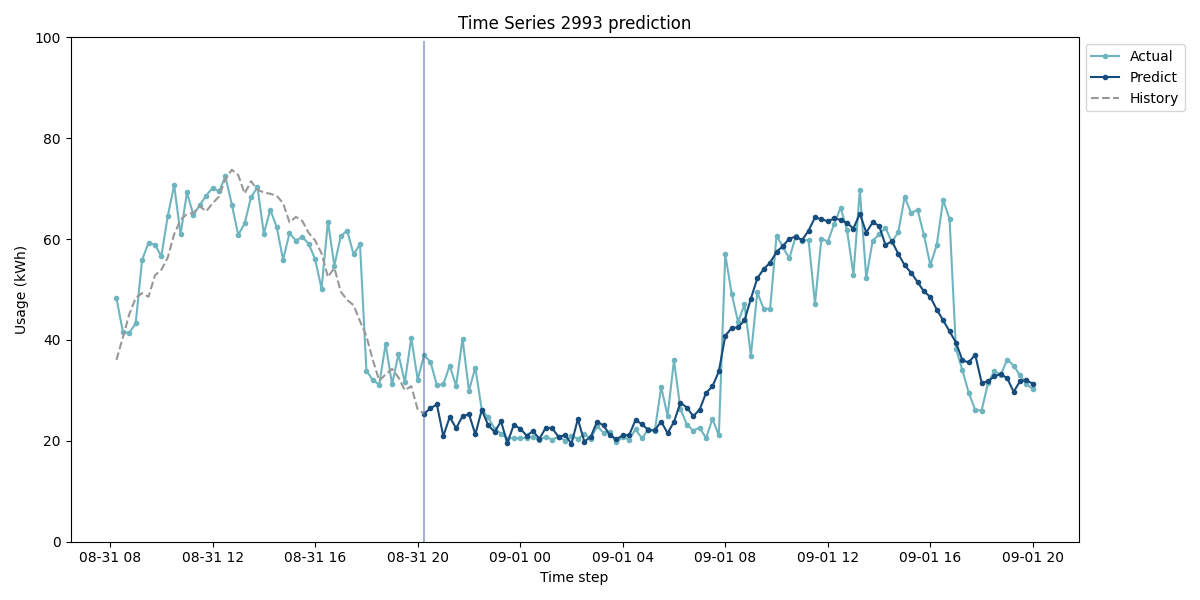 Time Series 2993 prediction
100
80
60
40
20
0
Usage (kWh)
08-31 08
08-31 12
08-31 16
08-31 20
09-01 00
09-01 04
09-01 08
09-01 12
09-01 16
09-01 20
Time step
Actual
Predict
History